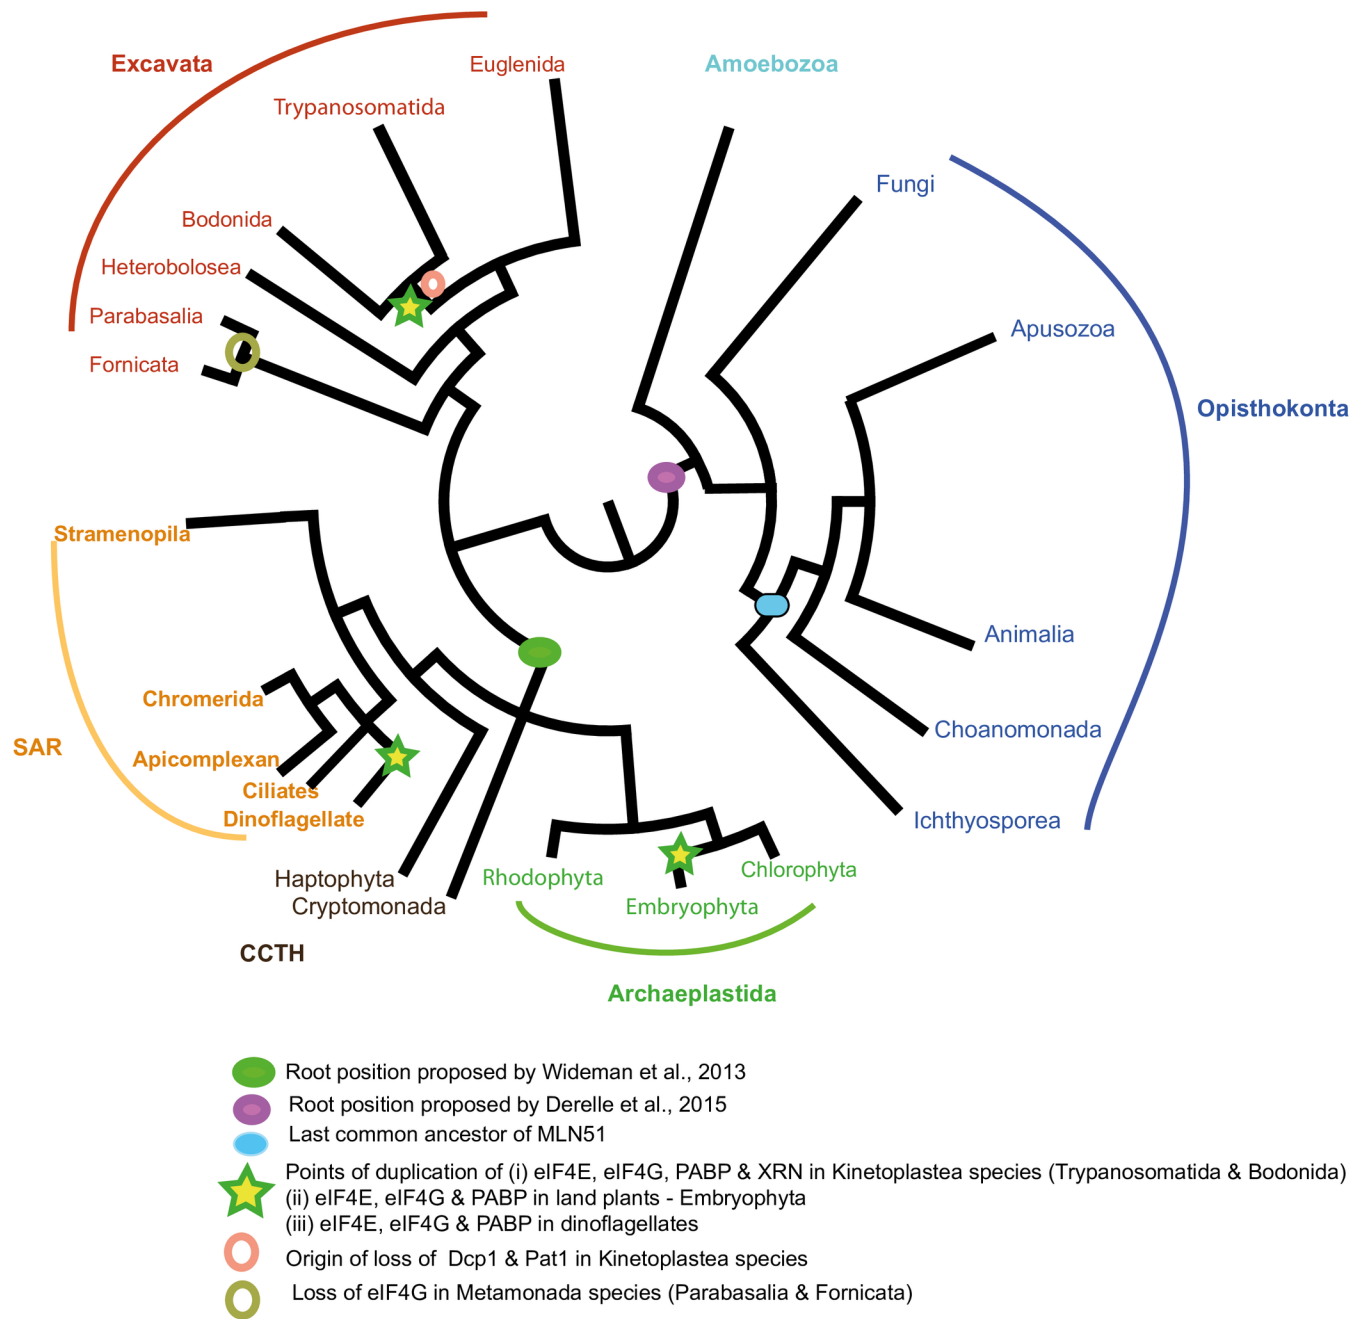 Excavata
Euglenida
Amoebozoa
Trypanosomatida
Fungi
Bodonida
Heterobolosea
Parabasalia
Apusozoa
Fornicata
Opisthokonta
Stramenopila
Animalia
Chromerida
Choanomonada
SAR
Apicomplexan
Ciliates
Dinoflagellate
Ichthyosporea
Haptophyta
Rhodophyta
Chlorophyta
Cryptomonada
Embryophyta
CCTH
Archaeplastida
Root position proposed by Wideman et al., 2013
Root position proposed by Derelle et al., 2015
Last common ancestor of MLN51
Points of duplication of (i) eIF4E, eIF4G, PABP & XRN in Kinetoplastea species (Trypanosomatida & Bodonida)
(ii) eIF4E, eIF4G & PABP in land plants - Embryophyta
(iii) eIF4E, eIF4G & PABP in dinoflagellates
Origin of loss of Dcp1 & Pat1 in Kinetoplastea species
Loss of eIF4G in Metamonada species (Parabasalia & Fornicata)